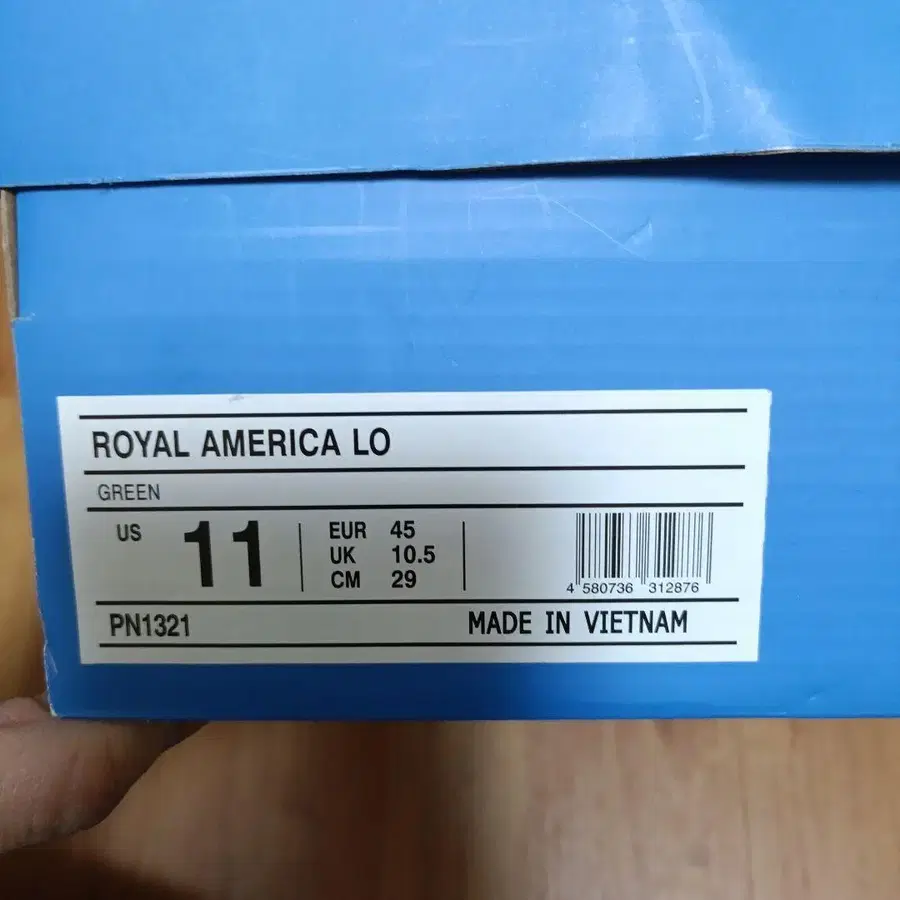 ROYAL AMERICA LO
GREEN
US 11
EUR 45
UK 10.5
CM 29
4 580736 312876
PN1321 MADE IN VIETNAM